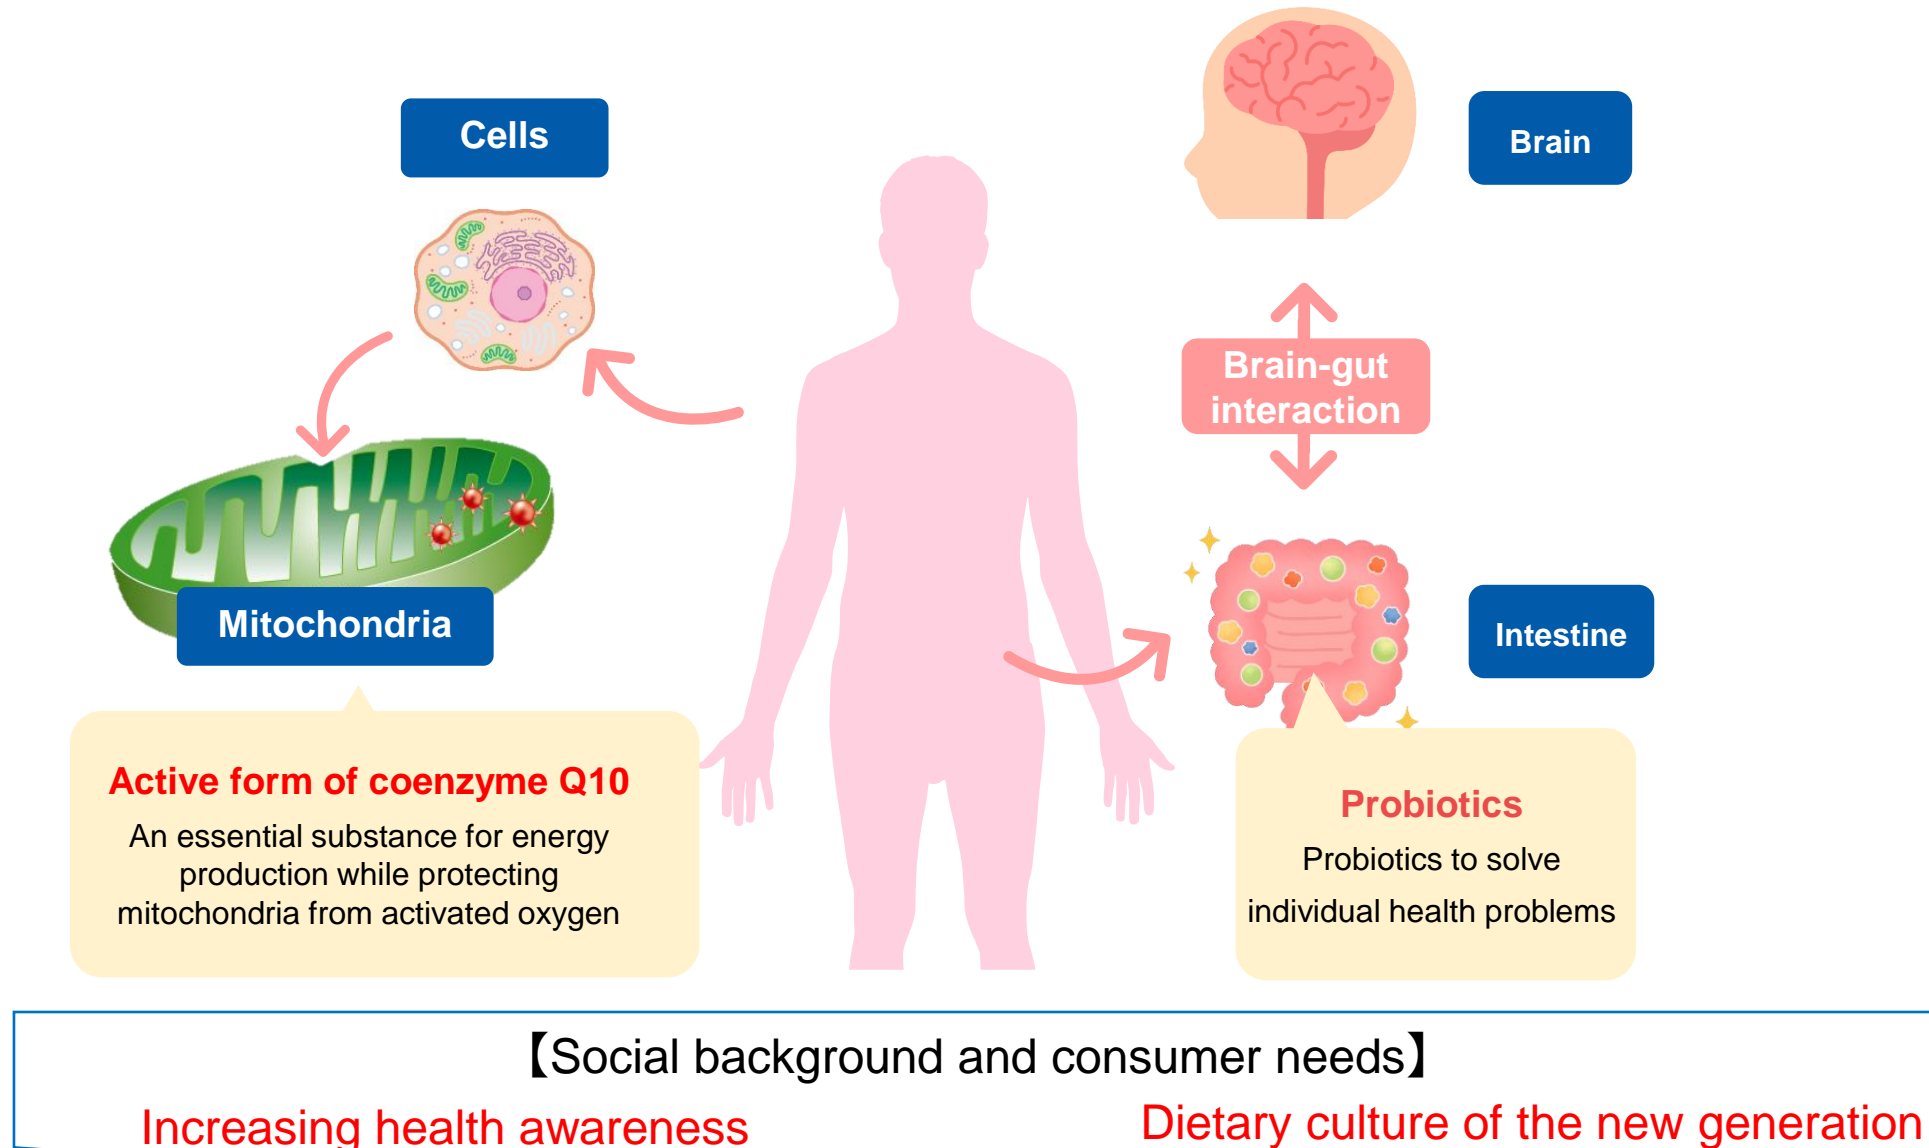 Cells
Brain
Brain-gut
interaction
Mitochondria
Intestine
Active form of coenzyme Q10
An essential substance for energy
production while protecting
mitochondria from activated oxygen
Probiotics
Probiotics to solve
individual health problems
【Social background and consumer needs】
Increasing health awareness
Dietary culture of the new generation